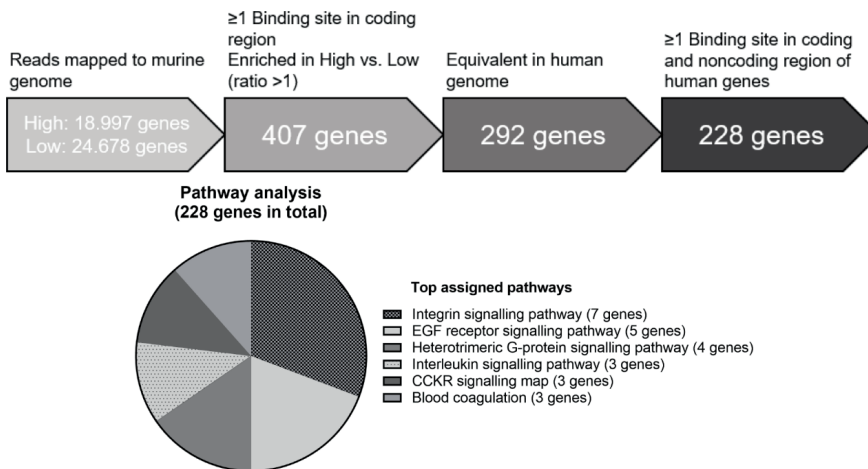 Reads mapped to murine
genome
High: 18.997 genes
Low: 24.678 genes
≥1 Binding site in coding
region
Enriched in High vs. Low
(ratio >1)
407 genes
Equivalent in human
genome
292 genes
≥1 Binding site in coding
and noncoding region of
human genes
228 genes
Pathway analysis
(228 genes in total)
Top assigned pathways
Integrin signalling pathway (7 genes)
EGF receptor signalling pathway (5 genes)
Heterotrimeric G-protein signalling pathway (4 genes)
Interleukin signalling pathway (3 genes)
CCKR signalling map (3 genes)
Blood coagulation (3 genes)